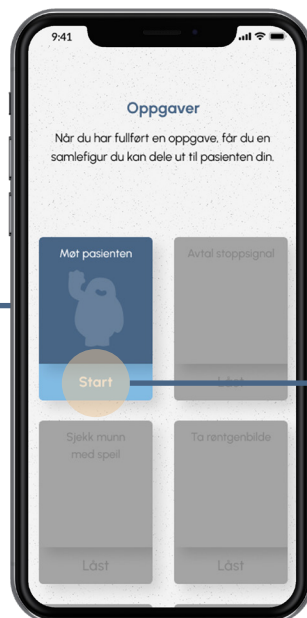 9:41
Oppgaver
Når du har fullført en oppgave, får du en
samlefigur du kan dele ut til pasienten din.
Møt pasienten
Avtal stoppsignal
Start
Låst
Sjekk munn
med speil
Ta røntgenbilde
Låst
Låst